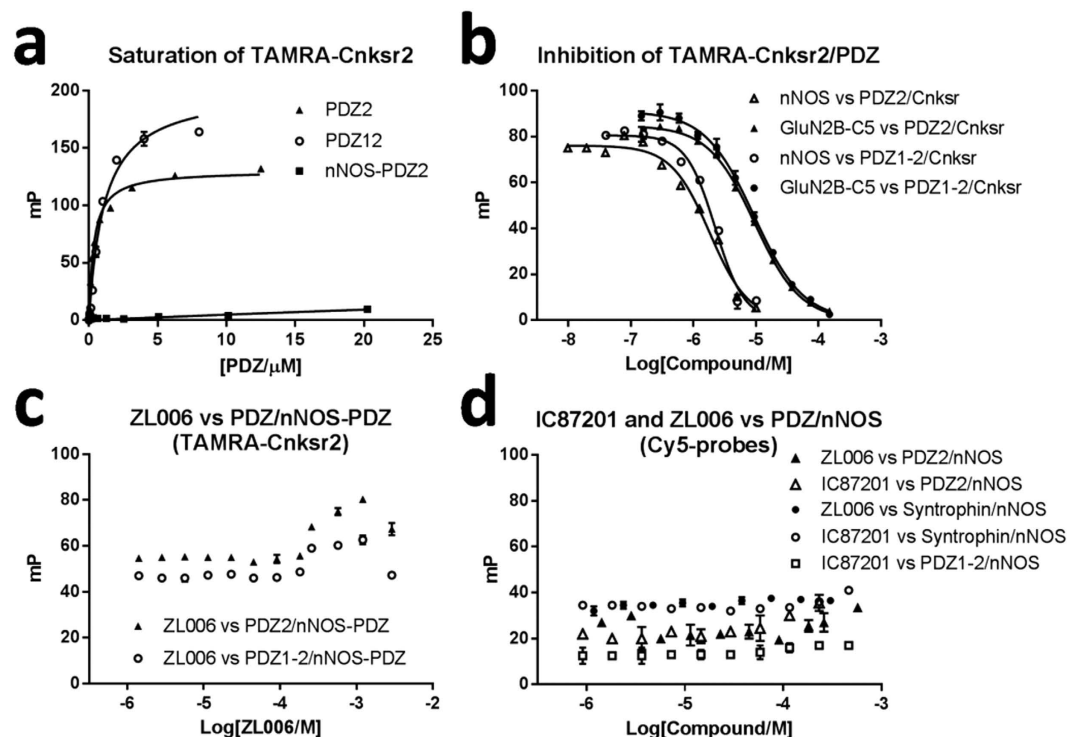 a
Saturation of TAMRA-Cnksr2
200
150
100
50
0
mP
PDZ2
PDZ12
nNOS-PDZ2
0 5 10 15 20 25
[PDZ/μM]
b
Inhibition of TAMRA-Cnksr2/PDZ
100
80
60
40
20
0
mP
nNOS vs PDZ2/Cnksr
GluN2B-C5 vs PDZ2/Cnksr
nNOS vs PDZ1-2/Cnksr
GluN2B-C5 vs PDZ1-2/Cnksr
-8 -7 -6 -5 -4 -3
Log[Compound/M]
c
ZL006 vs PDZ/nNOS-PDZ
(TAMRA-Cnksr2)
100
80
60
40
20
0
mP
ZL006 vs PDZ2/nNOS-PDZ
ZL006 vs PDZ1-2/nNOS-PDZ
-6 -5 -4 -3 -2
Log[ZL006/M]
d
IC87201 and ZL006 vs PDZ/nNOS
(Cy5-probes)
100
80
60
40
20
0
mP
ZL006 vs PDZ2/nNOS
IC87201 vs PDZ2/nNOS
ZL006 vs Syntrophin/nNOS
IC87201 vs Syntrophin/nNOS
IC87201 vs PDZ1-2/nNOS
-6 -5 -4 -3
Log[Compound/M]